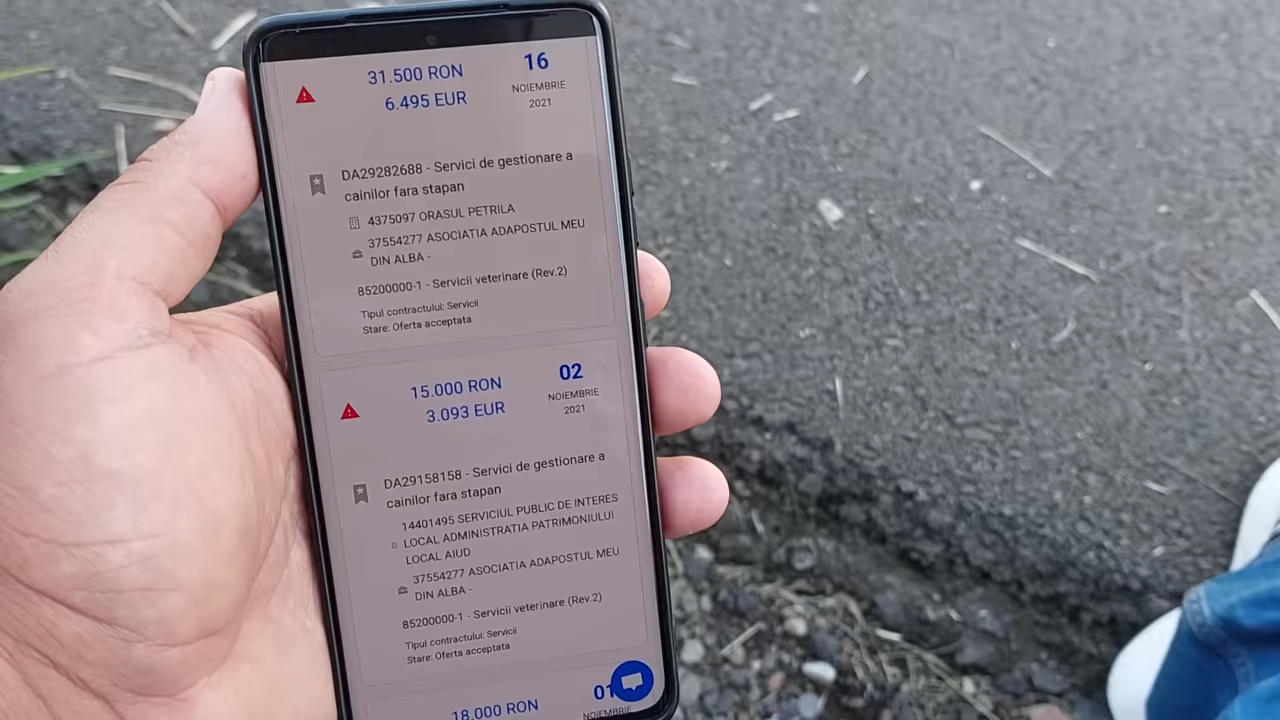 31.500 RON
6.495 EUR
16
NOIEMBRIE
2021
DA29282688 - Servici de gestionare a
cainilor fara stapan
4375097 ORASUL PETRILA
37554277 ASOCIATIA ADAPOSTUL MEU
DIN ALBA -
85200000-1 - Servicii veterinare (Rev.2)
Tipul contractului: Servicii
Stare: Oferta acceptata
15.000 RON
3.093 EUR
02
NOIEMBRIE
2021
DA29158158 - Servici de gestionare a
cainilor fara stapan
14401495 SERVICIUL PUBLIC DE INTERES
LOCAL ADMINISTRATIA PATRIMONIULUI
LOCAL AIUD
37554277 ASOCIATIA ADAPOSTUL MEU
DIN ALBA -
85200000-1 - Servicii veterinare (Rev.2)
Tipul contractului: Servicii
Stare: Oferta acceptata
18.000 RON
01
NOIEMBRIE